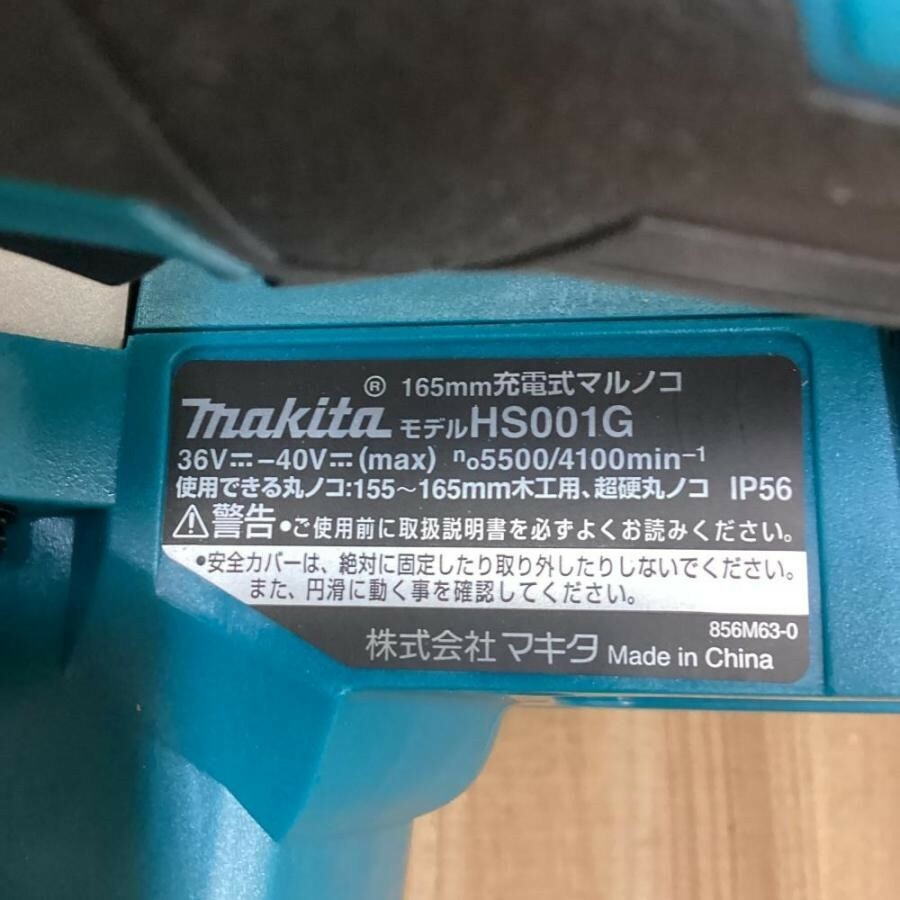 ® 165mm充電式マルノコ
makita モデルHS001G
36V⎓–40V⎓(max) n₀5500/4100min⁻¹
使用できる丸ノコ:155～165mm木工用、超硬丸ノコ IP56
⚠警告 •ご使用前に取扱説明書を必ずよくお読みください。
•安全カバーは、絶対に固定したり取り外したりしないでください。
また、円滑に動く事を確認してください。
856M63-0
株式会社 マキタ Made in China